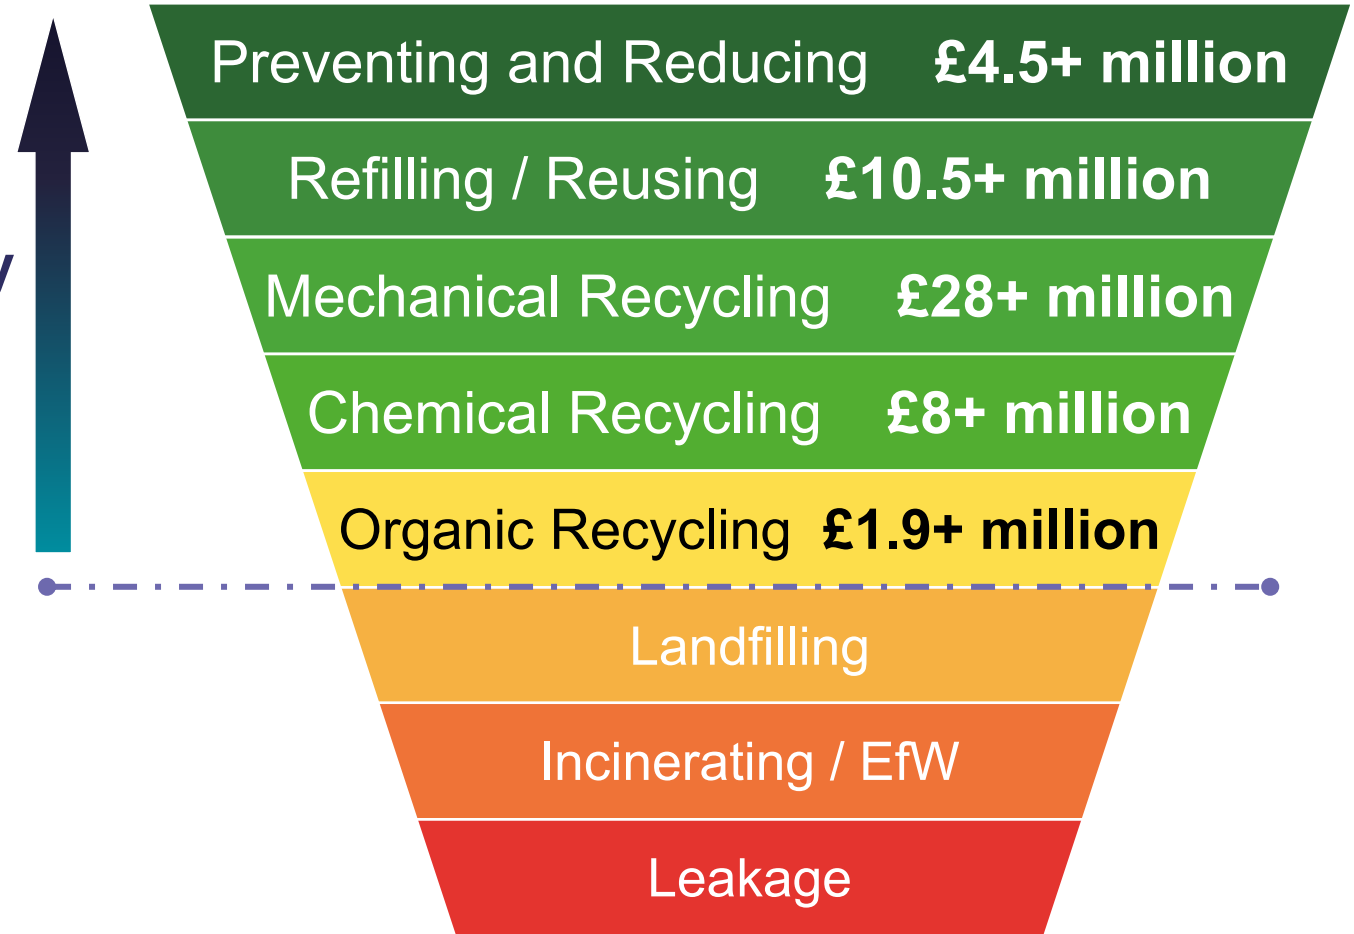 Preventing and Reducing £4.5+ million
Refilling / Reusing £10.5+ million
Mechanical Recycling £28+ million
Chemical Recycling £8+ million
Organic Recycling £1.9+ million
Landfilling
Incinerating / EfW
Leakage